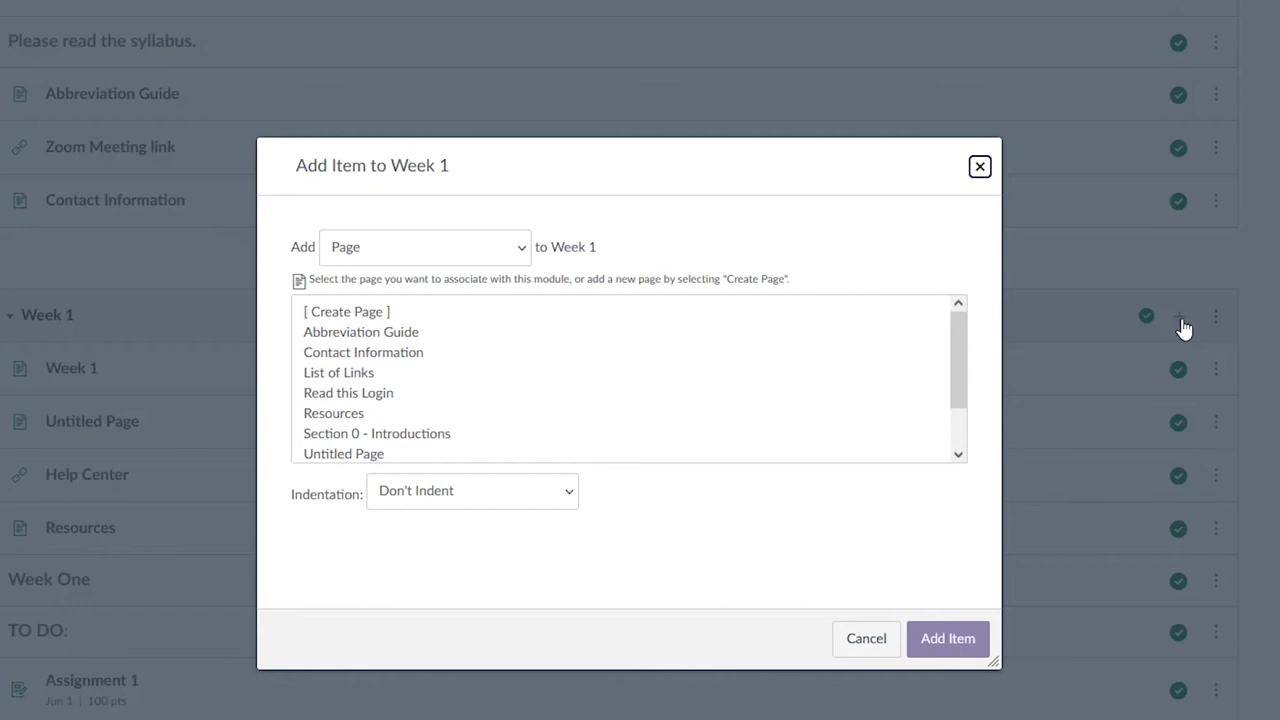 Please read the syllabus.
Abbreviation Guide
Zoom Meeting link
Contact Information
Add Item to Week 1
Add Page to Week 1
Select the page you want to associate with this module, or add a new page by selecting "Create Page".
[ Create Page ]
Abbreviation Guide
Contact Information
List of Links
Read this Login
Resources
Section 0 - Introductions
Untitled Page
Indentation: Don't Indent
Cancel
Add Item
Week 1
Week 1
Untitled Page
Help Center
Resources
Week One
TO DO:
Assignment 1
Jun 1 | 100 pts